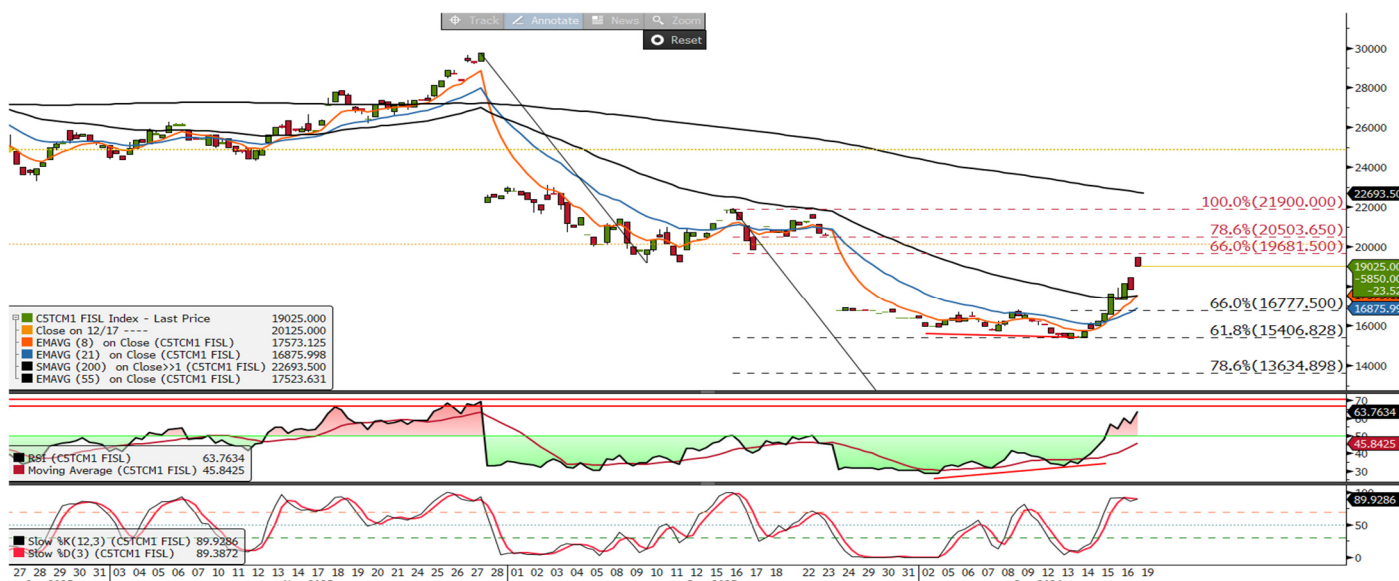 Track Annotate News Zoom
Reset
30000
28000
26000
24000
22693.50
22000
100.0%(21900.000)
78.6%(20503.650)
20000
66.0%(19681.500)
19025.00
-5850.00
-23.52
66.0%(16777.500)
16875.99
16000
61.8%(15406.828)
14000
78.6%(13634.898)
C5TCM1 FISL Index - Last Price 19025.000
Close on 12/17 ---- 20125.000
EMAVG (8) on Close (C5TCM1 FISL) 17573.125
EMAVG (21) on Close (C5TCM1 FISL) 16875.998
SMAVG (200) on Close>>1 (C5TCM1 FISL) 22693.500
EMAVG (55) on Close (C5TCM1 FISL) 17523.631
70
63.7634
45.8425
30
RSI (C5TCM1 FISL) 63.7634
Moving Average (C5TCM1 FISL) 45.8425
89.9286
50
0
Slow %K(12,3) (C5TCM1 FISL) 89.9286
Slow %D(3) (C5TCM1 FISL) 89.3872
27 28 29 30 31 03 04 05 06 07 10 11 12 13 14 17 18 19 20 21 24 25 26 27 28 01 02 03 04 05 08 09 10 11 12 15 16 17 18 22 23 24 29 30 31 02 05 06 07 08 09 12 13 14 15 16 19